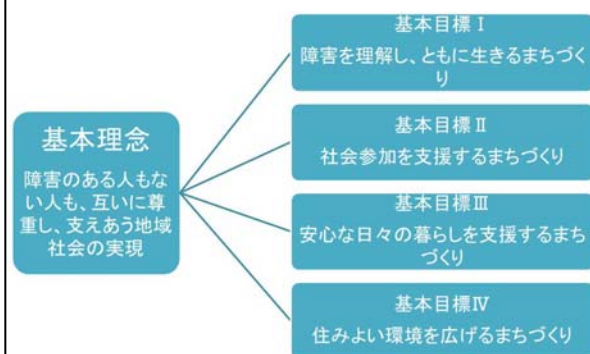 基本理念
障害のある人もな
い人も、互いに尊
重し、支えあう地域
社会の実現
基本目標Ⅰ
障害を理解し、ともに生きるまちづく
り
基本目標Ⅱ
社会参加を支援するまちづくり
基本目標Ⅲ
安心な日々の暮らしを支援するまち
づくり
基本目標Ⅳ
住みよい環境を広げるまちづくり